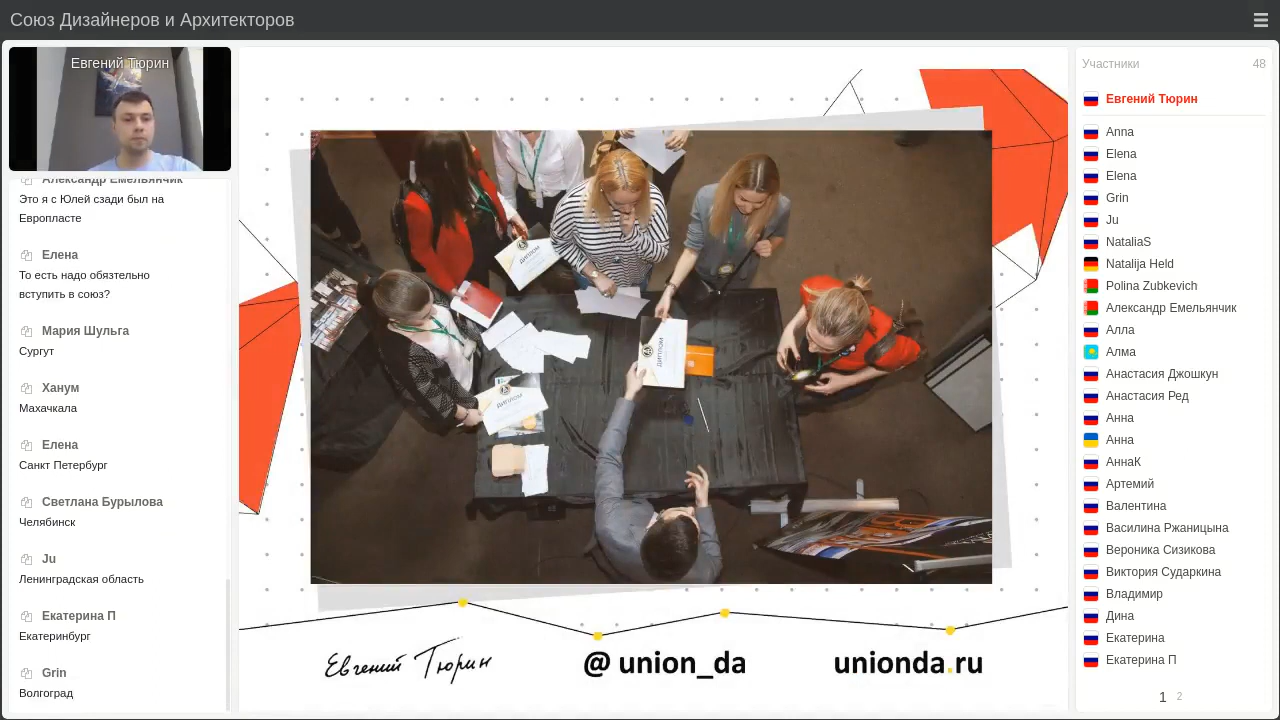 Союз Дизайнеров и Архитекторов
Евгений Тюрин
Александр Емельянчик
Это я с Юлей сзади был на
Европласте
Елена
То есть надо обязтельно
вступить в союз?
Мария Шульга
Сургут
Ханум
Махачкала
Елена
Санкт Петербург
Светлана Бурылова
Челябинск
Ju
Ленинградская область
Екатерина П
Екатеринбург
Grin
Волгоград
ДИПЛОМ
ДИПЛОМ
ДИПЛОМ
Евгений Тюрин
@ union_da
unionda.ru
Участники 48
Евгений Тюрин
Anna
Elena
Elena
Grin
Ju
NataliaS
Natalija Held
Polina Zubkevich
Александр Емельянчик
Алла
Алма
Анастасия Джошкун
Анастасия Ред
Анна
Анна
АннаК
Артемий
Валентина
Василина Ржаницына
Вероника Сизикова
Виктория Сударкина
Владимир
Дина
Екатерина
Екатерина П
1 2